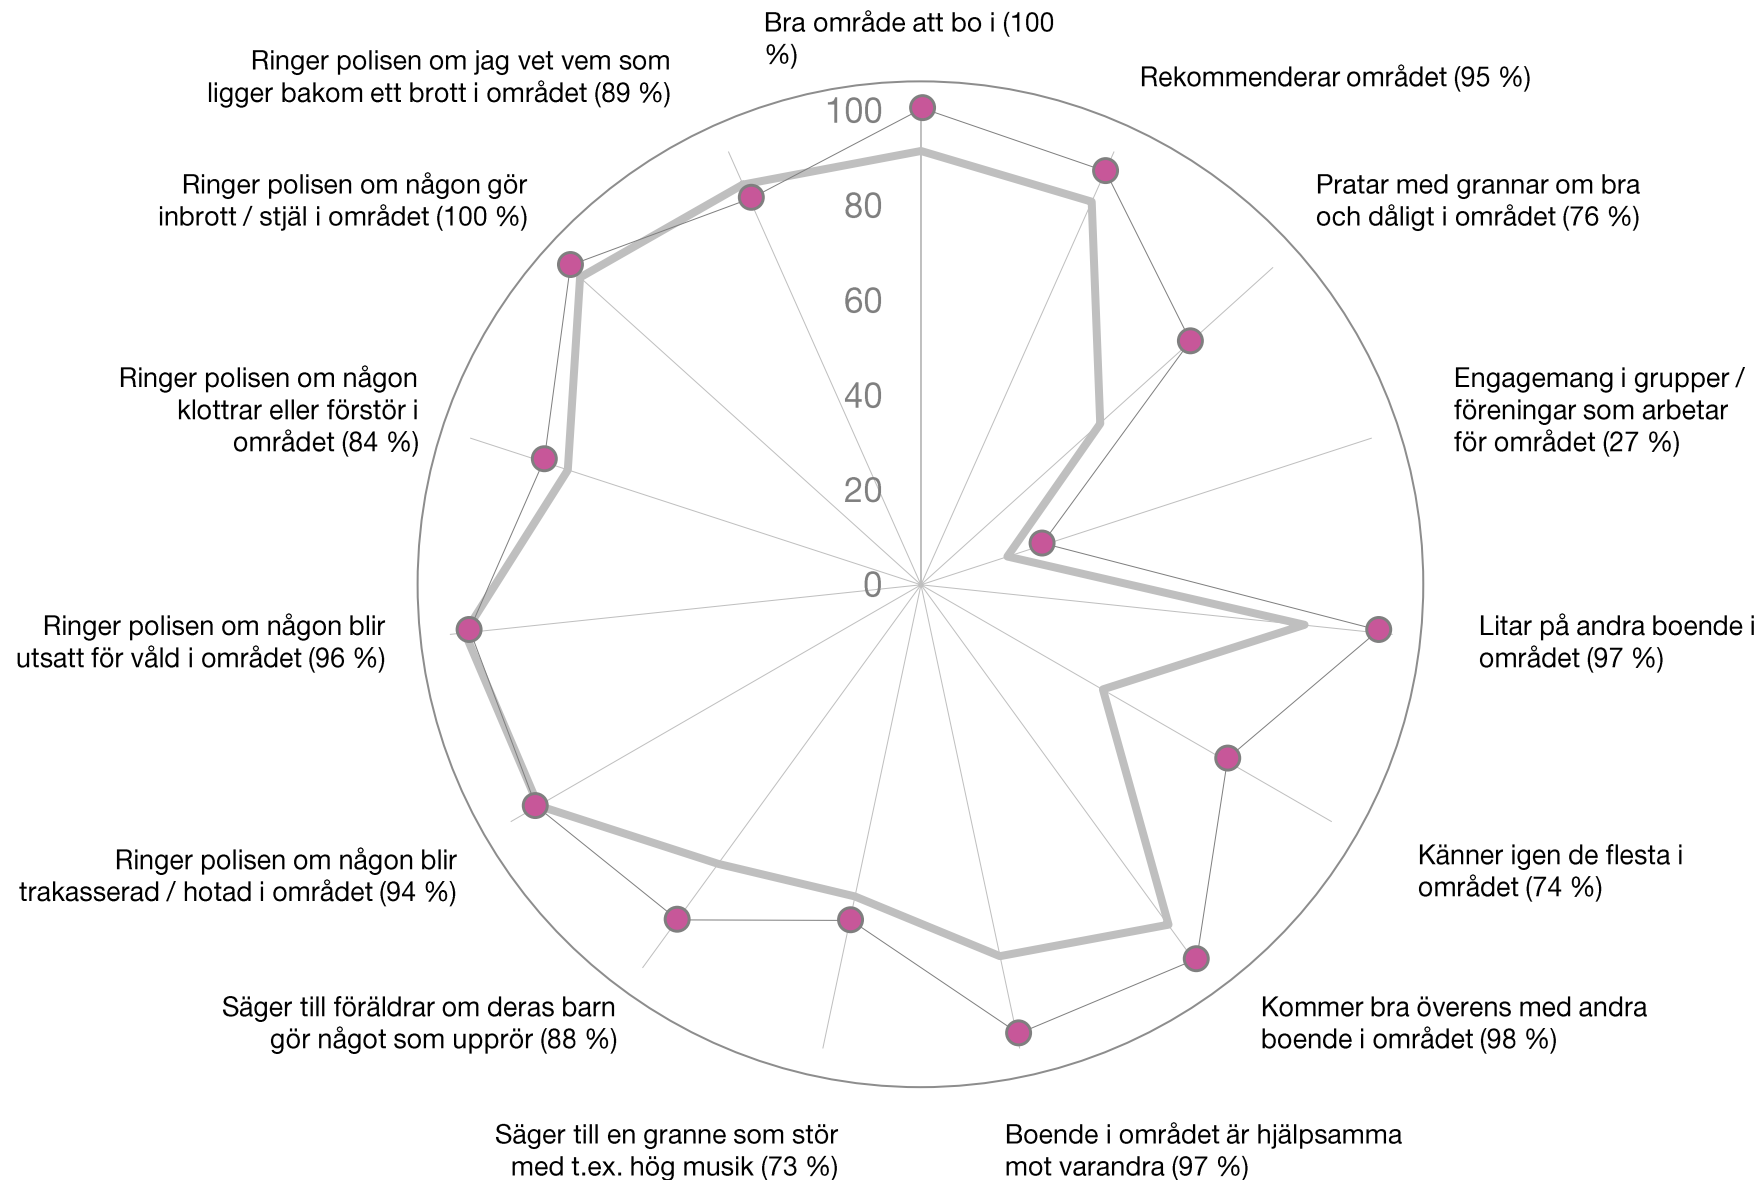 Bra område att bo i (100
%)
Rekommenderar området (95 %)
Pratar med grannar om bra
och dåligt i området (76 %)
Engagemang i grupper /
föreningar som arbetar
för området (27 %)
Litar på andra boende i
området (97 %)
Känner igen de flesta i
området (74 %)
Kommer bra överens med andra
boende i området (98 %)
Boende i området är hjälpsamma
mot varandra (97 %)
Säger till en granne som stör
med t.ex. hög musik (73 %)
Säger till föräldrar om deras barn
gör något som upprör (88 %)
Ringer polisen om någon blir
trakasserad / hotad i området (94 %)
Ringer polisen om någon blir
utsatt för våld i området (96 %)
Ringer polisen om någon
klottrar eller förstör i
området (84 %)
Ringer polisen om någon gör
inbrott / stjäl i området (100 %)
Ringer polisen om jag vet vem som
ligger bakom ett brott i området (89 %)
100
80
60
40
20
0